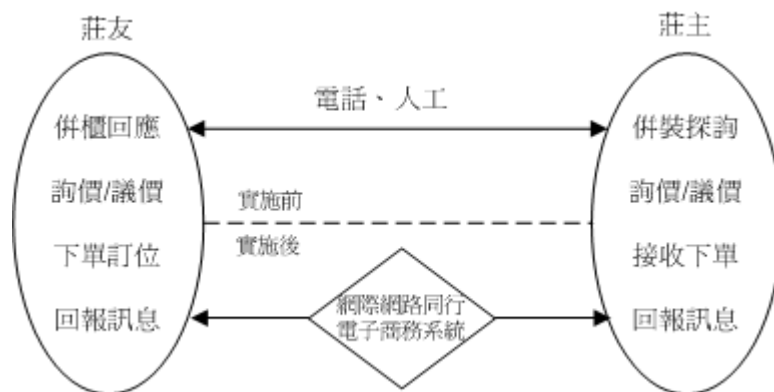 莊友
莊主
電話、人工
併櫃回應
併裝探詢
詢價/議價
詢價/議價
實施前
實施後
下單訂位
接收下單
網際網路同行
電子商務系統
回報訊息
回報訊息